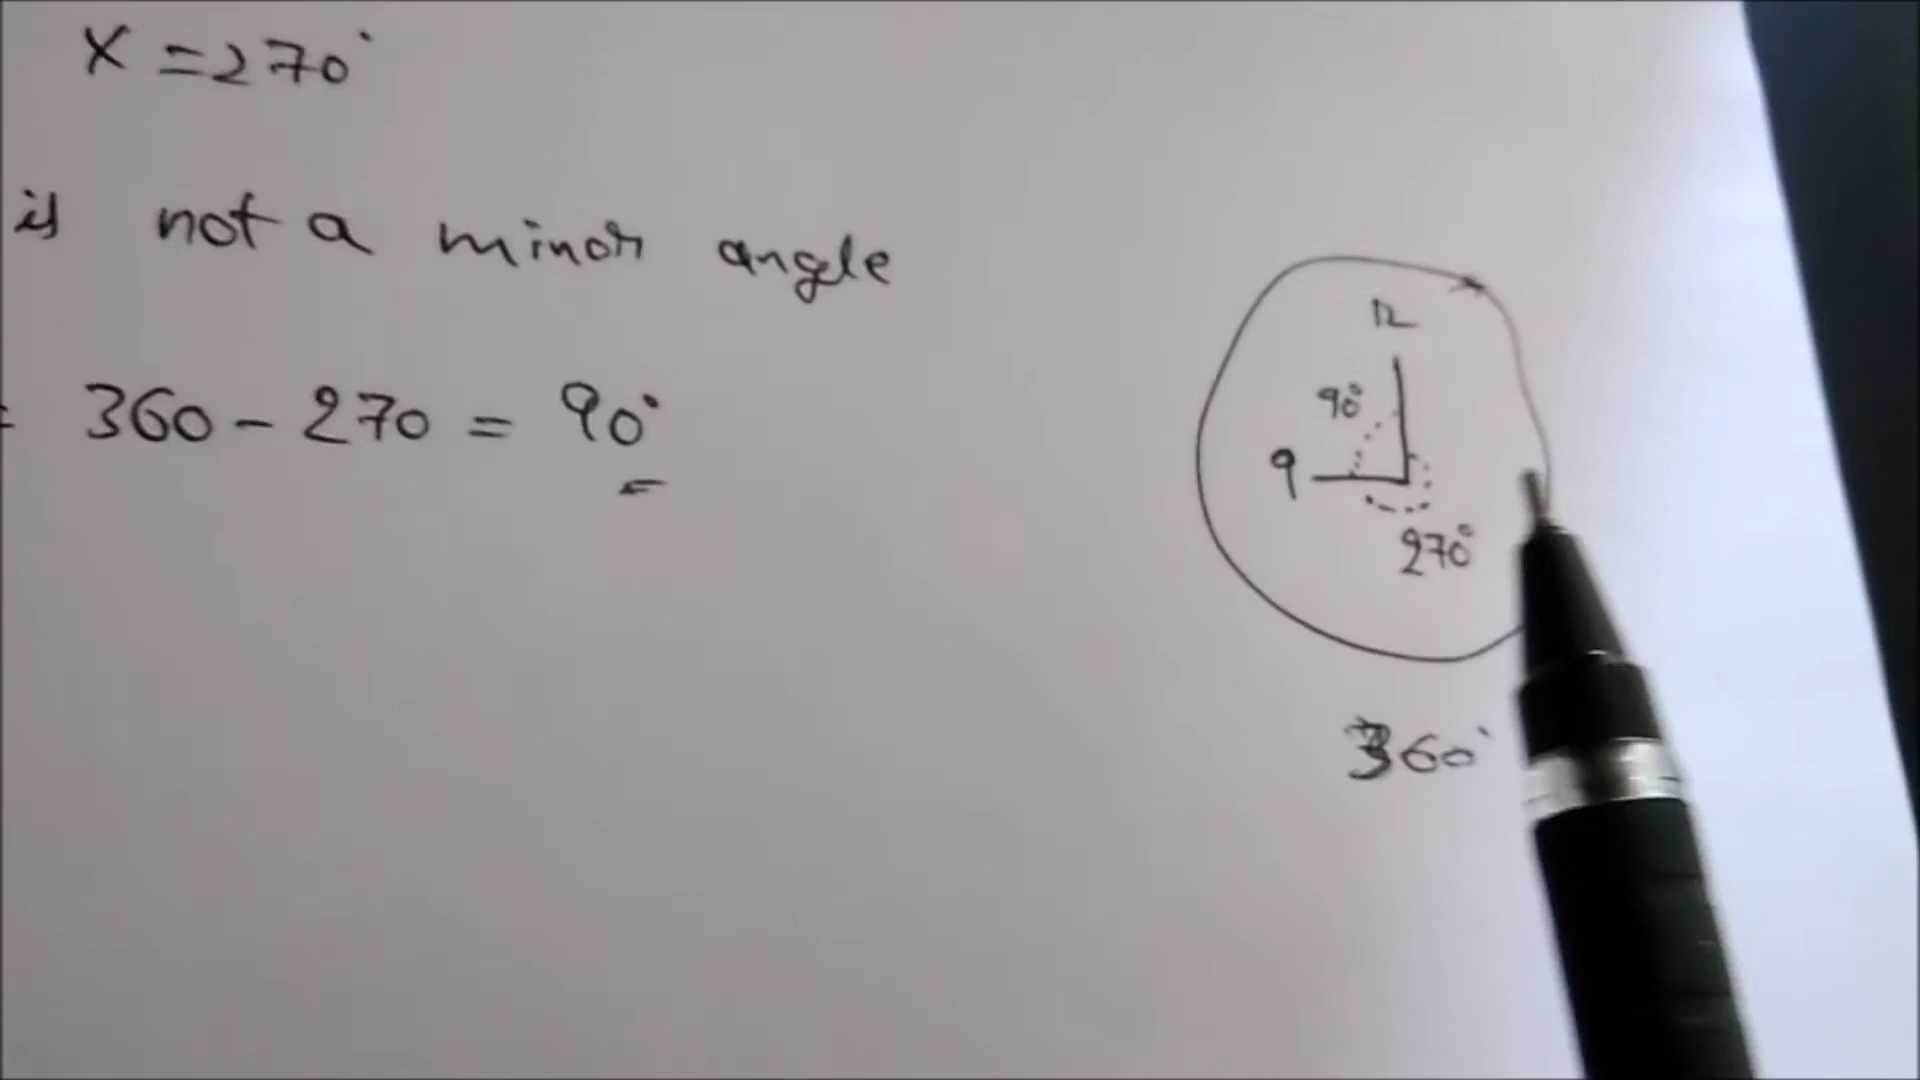 X = 270°
is not a minor angle
= 360 - 270 = 90°
12
90°
9
270°
360°